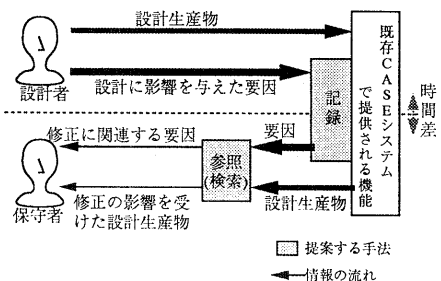 設計生産物
設計に影響を与えた要因
設計者
記録
既存CASEシステム
で提供される機能
時間差
修正に関連する要因
要因
参照
(検索)
保守者
修正の影響を受
けた設計生産物
設計生産物
提案する手法
情報の流れ